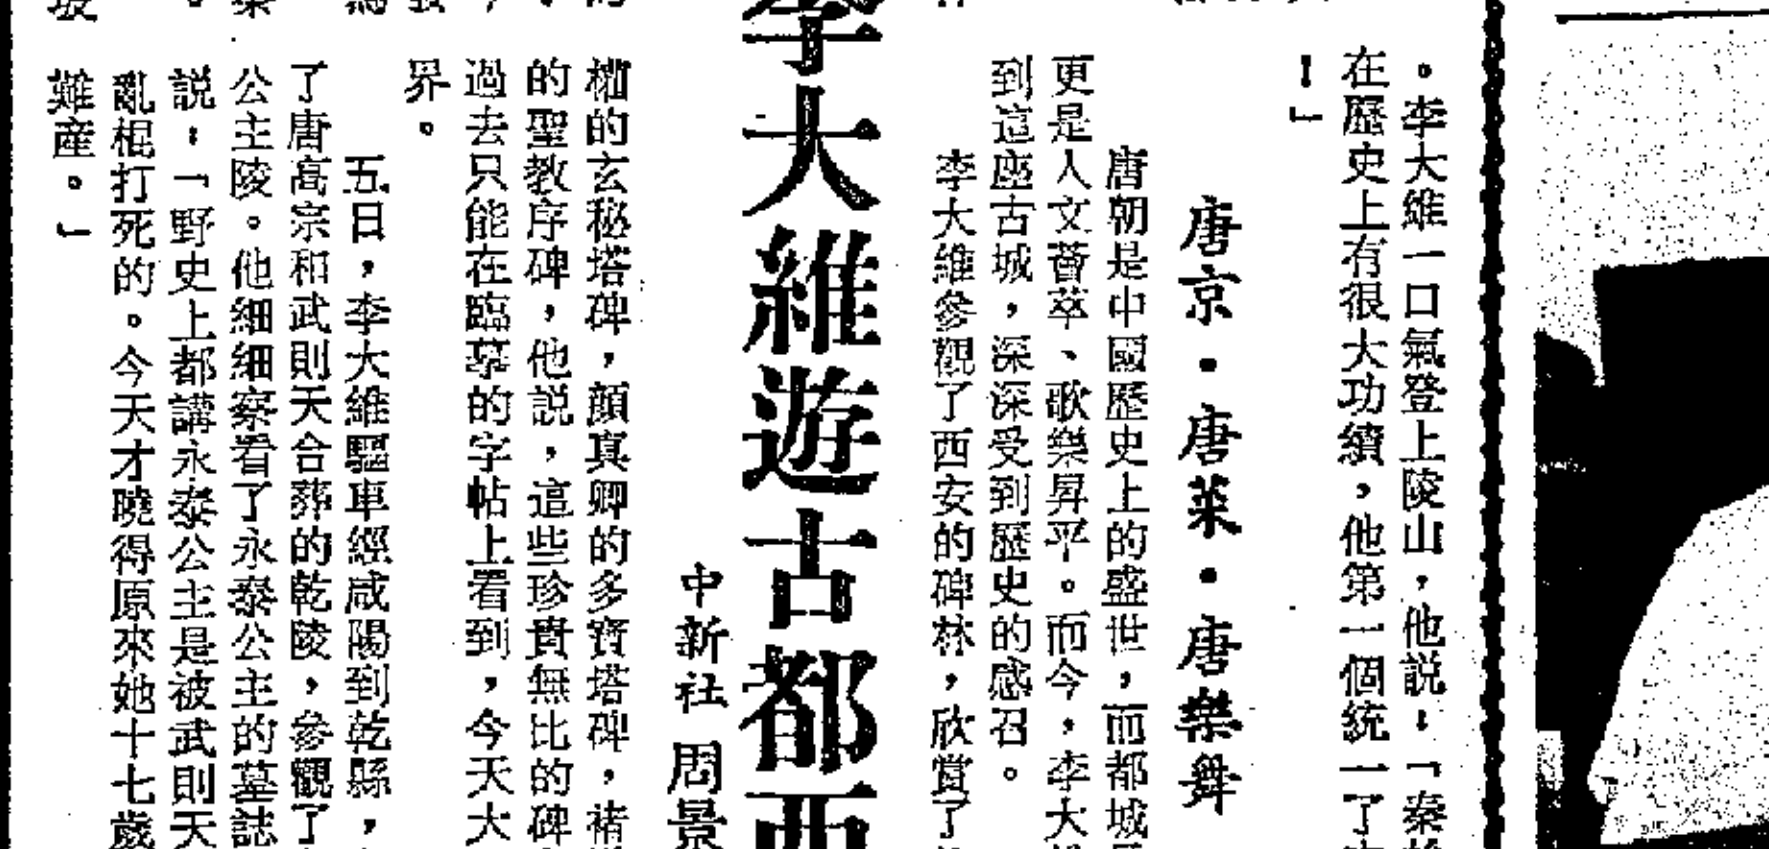 。李大維一口氣登上陵山，他説：「秦
在歷史上有很大功績，他第一個統一了
！」
唐京·唐菜·唐樂舞
唐朝是中國歷史上的盛世，而都城
更是人文薈萃、歌樂昇平。而今，李大
到這座古城，深深受到歷史的感召。
李大維參觀了西安的碑林，欣賞了
李大維遊古都西
中新社 周景
權的玄秘塔碑，顔真卿的多寶塔碑，褚
的聖教序碑，他説，這些珍貴無比的碑
過去只能在臨摹的字帖上看到，今天大
界。
五日，李大維驅車經咸陽到乾縣，
了唐高宗和武則天合葬的乾陵，參觀了
公主陵。他細細察看了永泰公主的墓誌
説：「野史上都講永泰公主是被武則天
亂棍打死的。今天才曉得原來她十七歲
難産。」